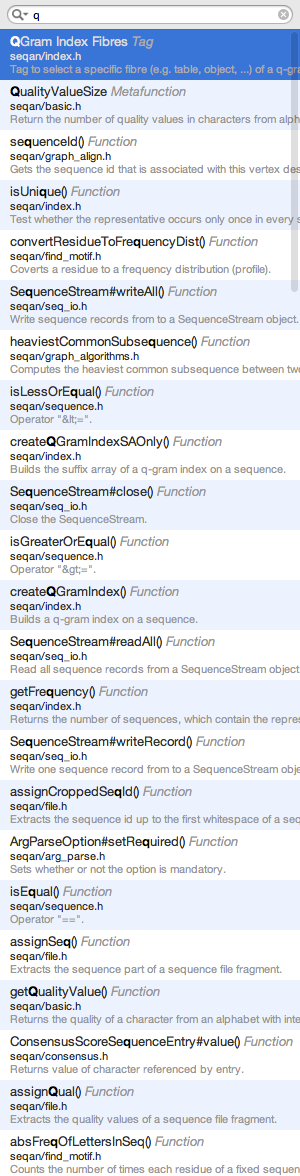 q
QGram Index Fibres Tag
seqan/index.h
Tag to select a specific fibre (e.g. table, object, ...) of a q-gra
QualityValueSize Metafunction
seqan/basic.h
Return the number of quality values in characters from alph
sequenceId() Function
seqan/graph_align.h
Gets the sequence id that is associated with this vertex des
isUnique() Function
seqan/index.h
Test whether the representative occurs only once in every s
convertResidueToFrequencyDist() Function
seqan/find_motif.h
Coverts a residue to a frequency distribution (profile).
SequenceStream#writeAll() Function
seqan/seq_io.h
Write sequence records from to a SequenceStream object.
heaviestCommonSubsequence() Function
seqan/graph_algorithms.h
Computes the heaviest common subsequence between two
isLessOrEqual() Function
seqan/sequence.h
Operator "&lt;=".
createQGramIndexSAOnly() Function
seqan/index.h
Builds the suffix array of a q-gram index on a sequence.
SequenceStream#close() Function
seqan/seq_io.h
Close the SequenceStream.
isGreaterOrEqual() Function
seqan/sequence.h
Operator "&gt;=".
createQGramIndex() Function
seqan/index.h
Builds a q-gram index on a sequence.
SequenceStream#readAll() Function
seqan/seq_io.h
Read all sequence records from a SequenceStream object
getFrequency() Function
seqan/index.h
Returns the number of sequences, which contain the repres
SequenceStream#writeRecord() Function
seqan/seq_io.h
Write one sequence record from to a SequenceStream obje
assignCroppedSeqId() Function
seqan/file.h
Extracts the sequence id up to the first whitespace of a seq
ArgParseOption#setRequired() Function
seqan/arg_parse.h
Sets whether or not the option is mandatory.
isEqual() Function
seqan/sequence.h
Operator "==".
assignSeq() Function
seqan/file.h
Extracts the sequence part of a sequence file fragment.
getQualityValue() Function
seqan/basic.h
Returns the quality of a character from an alphabet with inte
ConsensusScoreSequenceEntry#value() Function
seqan/consensus.h
Returns value of character referenced by entry.
assignQual() Function
seqan/file.h
Extracts the quality values of a sequence file fragment.
absFreqOfLettersInSeq() Function
seqan/find_motif.h
Counts the number of times each residue of a fixed sequen